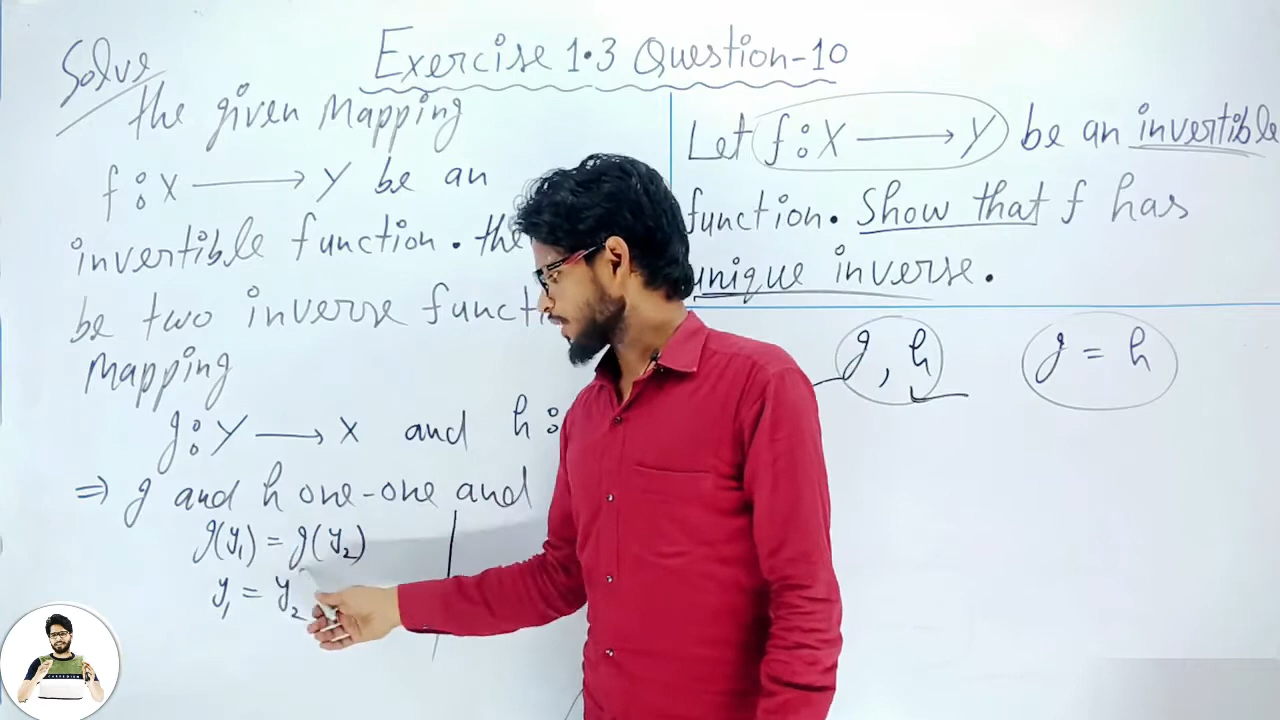 Exercise 1.3 Question-10
Solve
the given Mapping
f : X → Y be an
invertible function. the
be two inverse functi
Mapping
g : Y → X and h :
⇒ g and h one-one and
g(y₁) = g(y₂)
y₁ = y₂
Let f : X → Y be an invertible
function. Show that f has
unique inverse.
g, h
g = h